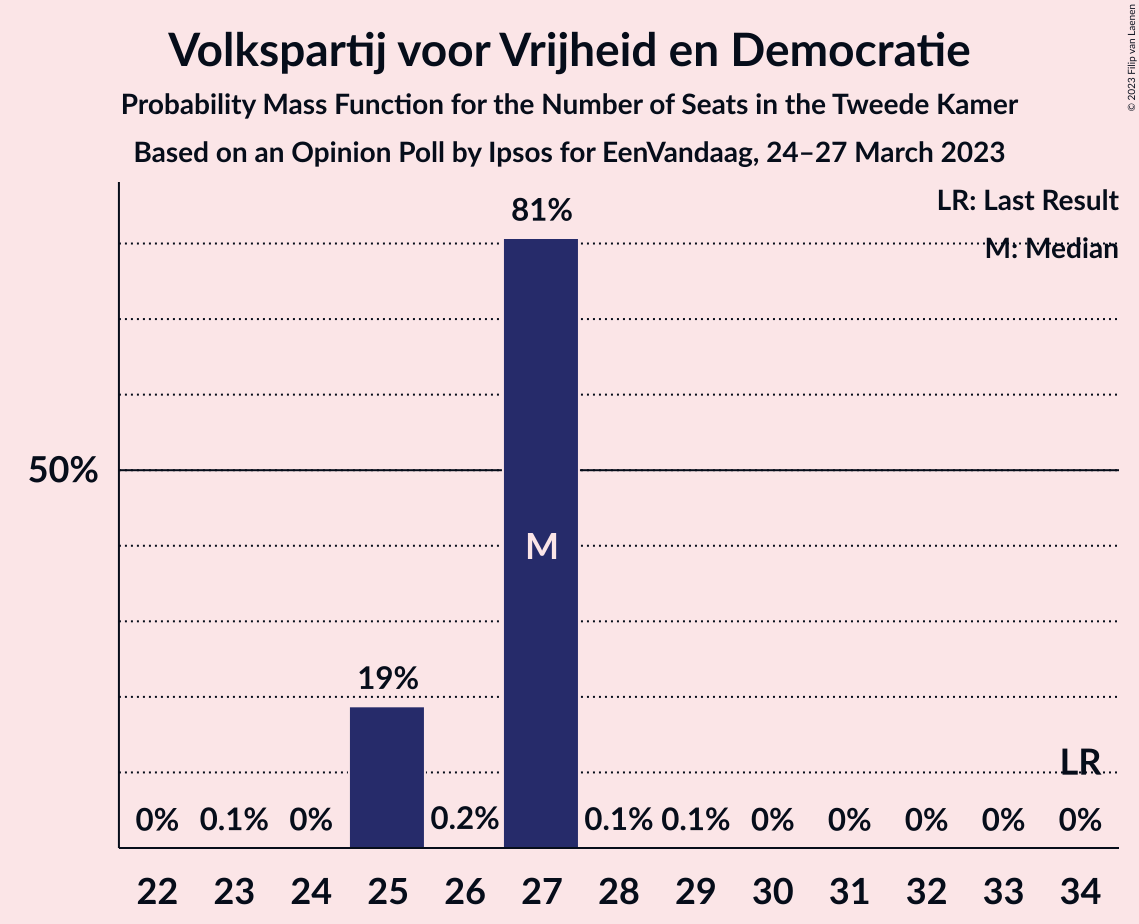 Volkspartij voor Vrijheid en Democratie
Probability Mass Function for the Number of Seats in the Tweede Kamer
Based on an Opinion Poll by Ipsos for EenVandaag, 24–27 March 2023
© 2023 Filip van Laenen
LR: Last Result
M: Median
81%
50%
M
19%
LR
0% 0.1% 0% 0.2% 0.1% 0.1% 0% 0% 0% 0% 0%
22 23 24 25 26 27 28 29 30 31 32 33 34